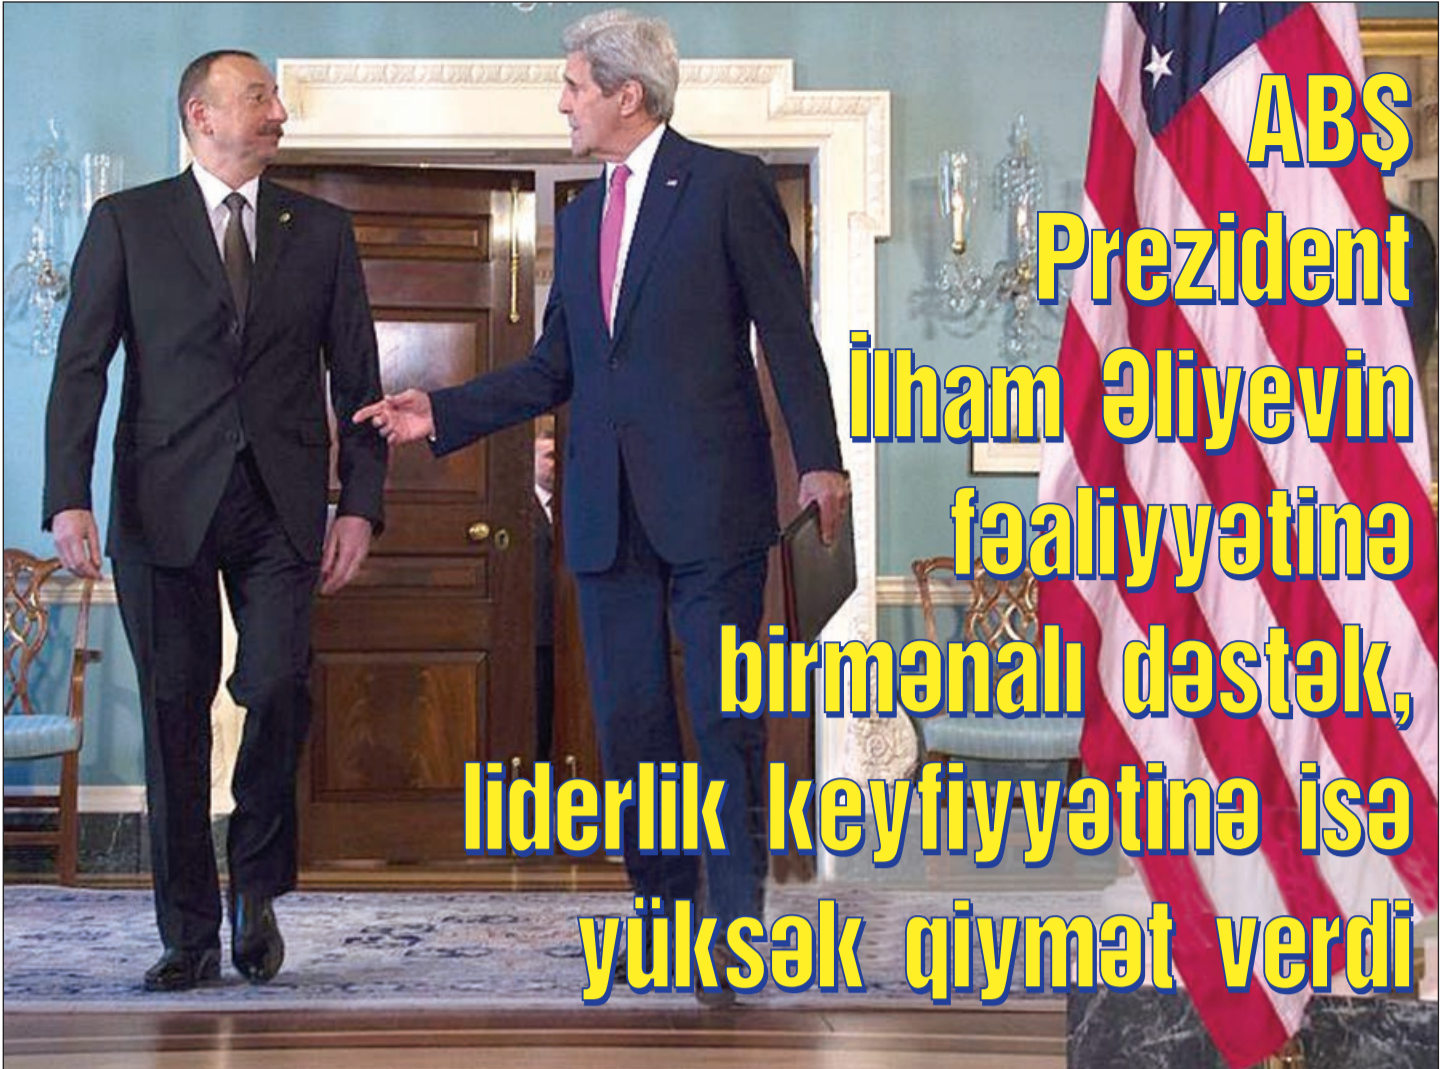 ABŞ
Prezident
İlham Əliyevin
fəaliyyətinə
birmənalı dəstək,
liderlik keyfiyyətinə isə
yüksək qiymət verdi